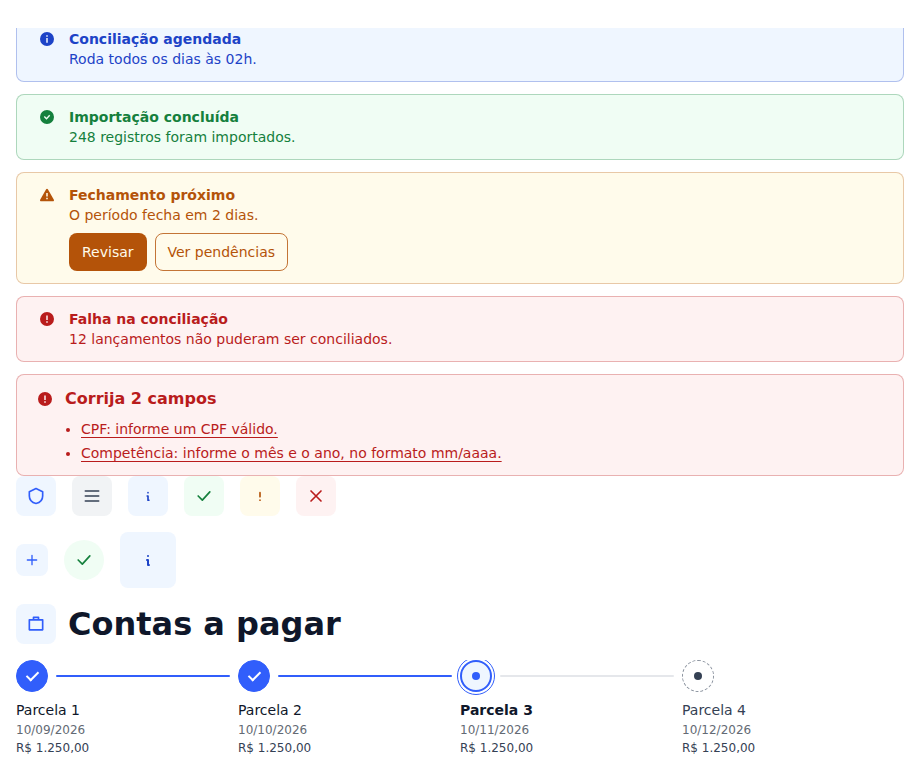 Conciliação agendada
Roda todos os dias às 02h.
Importação concluída
248 registros foram importados.
Fechamento próximo
O período fecha em 2 dias.
Revisar
Ver pendências
Falha na conciliação
12 lançamentos não puderam ser conciliados.
Corrija 2 campos
CPF: informe um CPF válido.
Competência: informe o mês e o ano, no formato mm/aaaa.
Contas a pagar
Parcela 1
10/09/2026
R$ 1.250,00
Parcela 2
10/10/2026
R$ 1.250,00
Parcela 3
10/11/2026
R$ 1.250,00
Parcela 4
10/12/2026
R$ 1.250,00